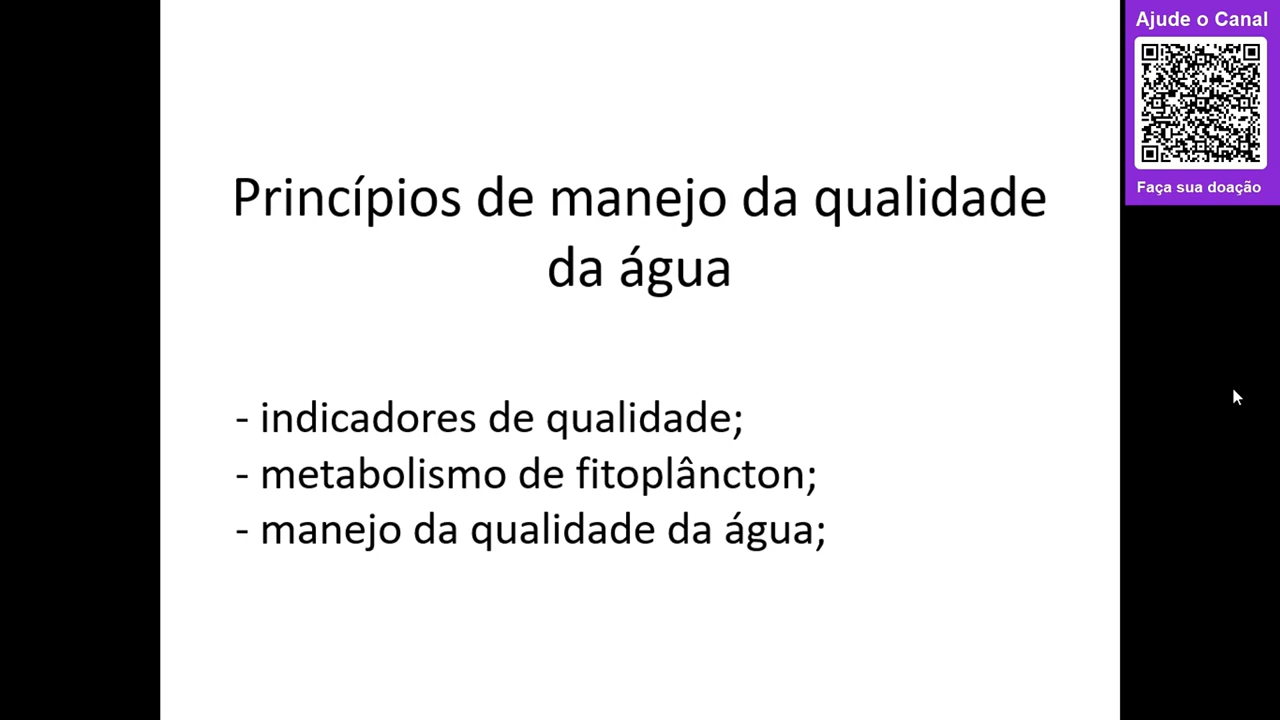 Ajude o Canal
Faça sua doação
Princípios de manejo da qualidade
da água
- indicadores de qualidade;
- metabolismo de fitoplâncton;
- manejo da qualidade da água;